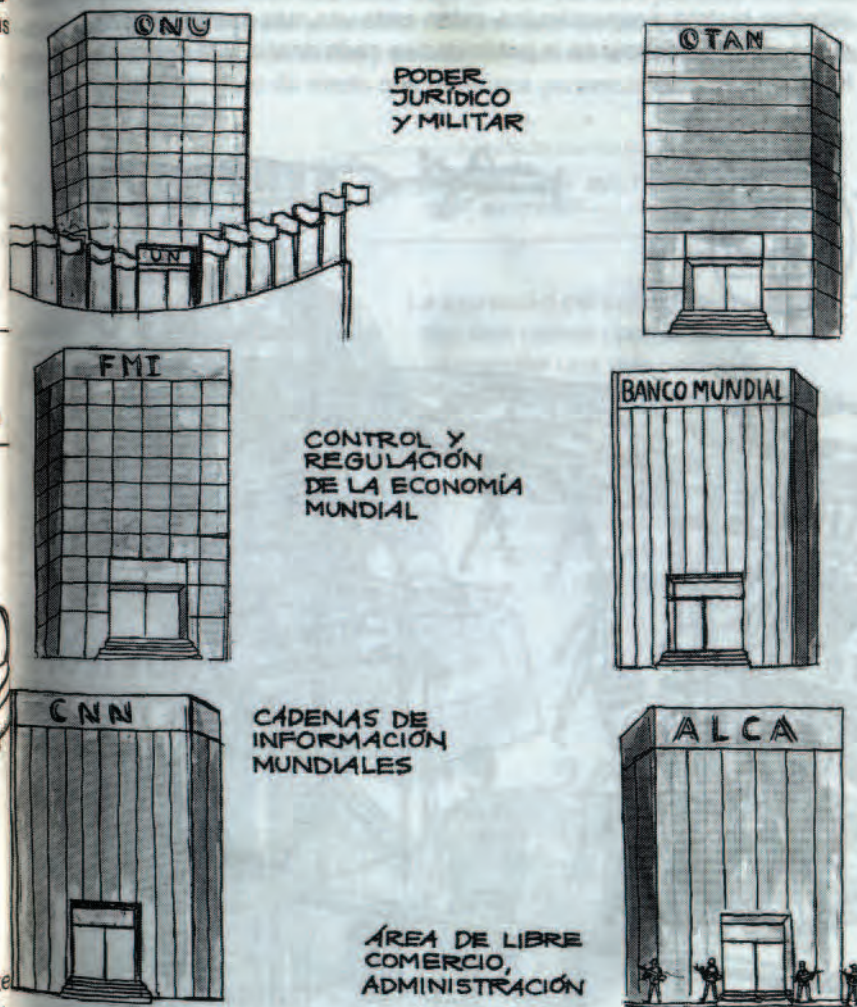 ONU
OTAN
PODER
JURÍDICO
Y MILITAR
UN
FMI
BANCO MUNDIAL
CONTROL Y
REGULACIÓN
DE LA ECONOMÍA
MUNDIAL
CNN
CADENAS DE
INFORMACIÓN
MUNDIALES
ALCA
ÁREA DE LIBRE
COMERCIO,
ADMINISTRACIÓN